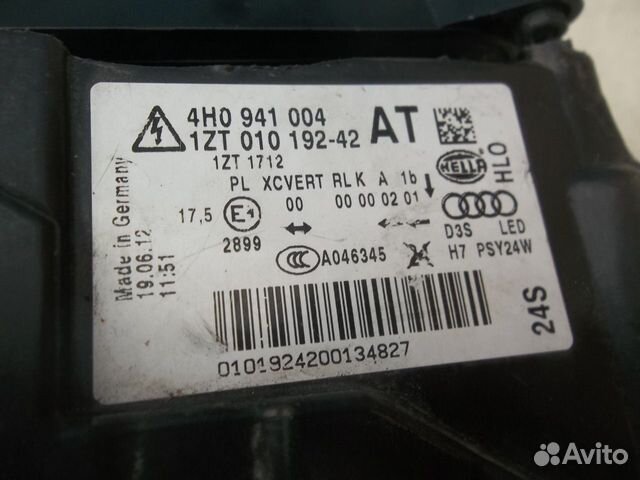 4H0 941 004 AT
1ZT 010 192-42
1ZT 1712
HELLA
HLO
PL XCVERT RLK A 1b
17,5 E1 00 00 00 0201
2899
D3S LED
CCC A046345
H7 PSY24W
24S
Made in Germany
19.06.12
11:51
0101924200134827
Avito